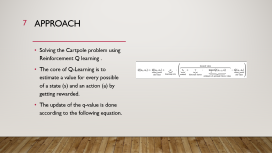 7 APPROACH
• Solving the Cartpole problem using
Reinforcement Q learning .
• The core of Q-Learning is to
estimate a value for every possible
of a state (s) and an action (a) by
getting rewarded.
• The update of the q-value is done
according to the following equation.